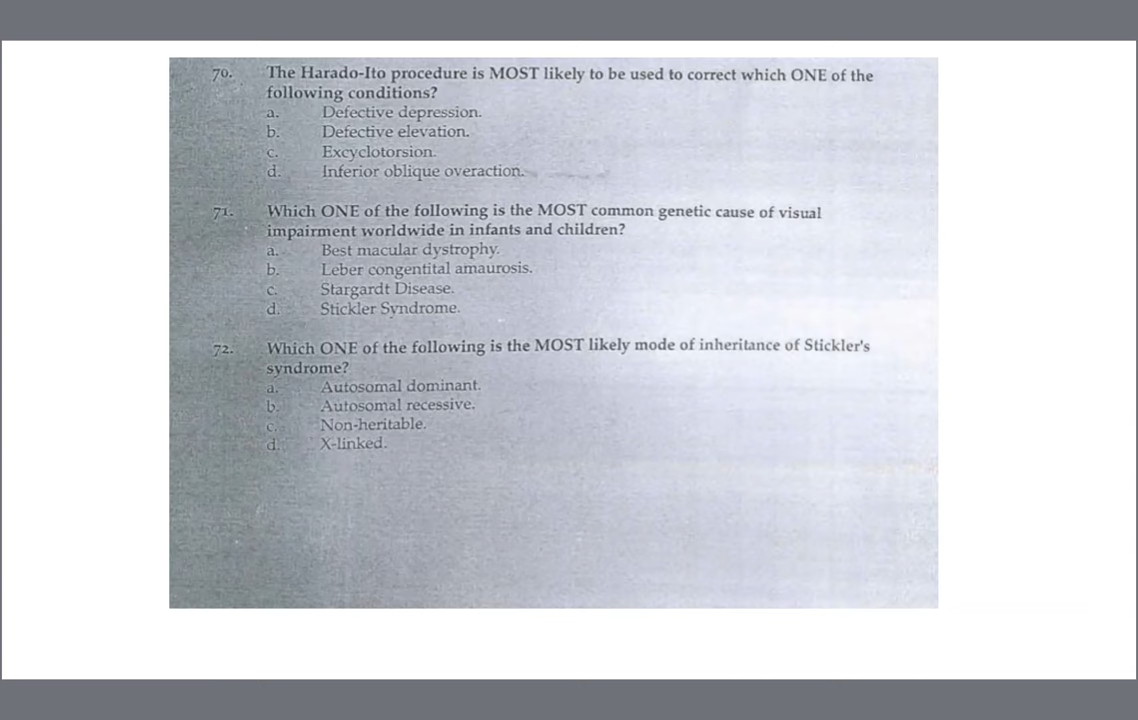 70. The Harado-Ito procedure is MOST likely to be used to correct which ONE of the
following conditions?
a. Defective depression.
b. Defective elevation.
c. Excyclotorsion.
d. Inferior oblique overaction.
71. Which ONE of the following is the MOST common genetic cause of visual
impairment worldwide in infants and children?
a. Best macular dystrophy.
b. Leber congentital amaurosis.
c. Stargardt Disease.
d. Stickler Syndrome.
72. Which ONE of the following is the MOST likely mode of inheritance of Stickler's
syndrome?
a. Autosomal dominant.
b. Autosomal recessive.
c. Non-heritable.
d. X-linked.